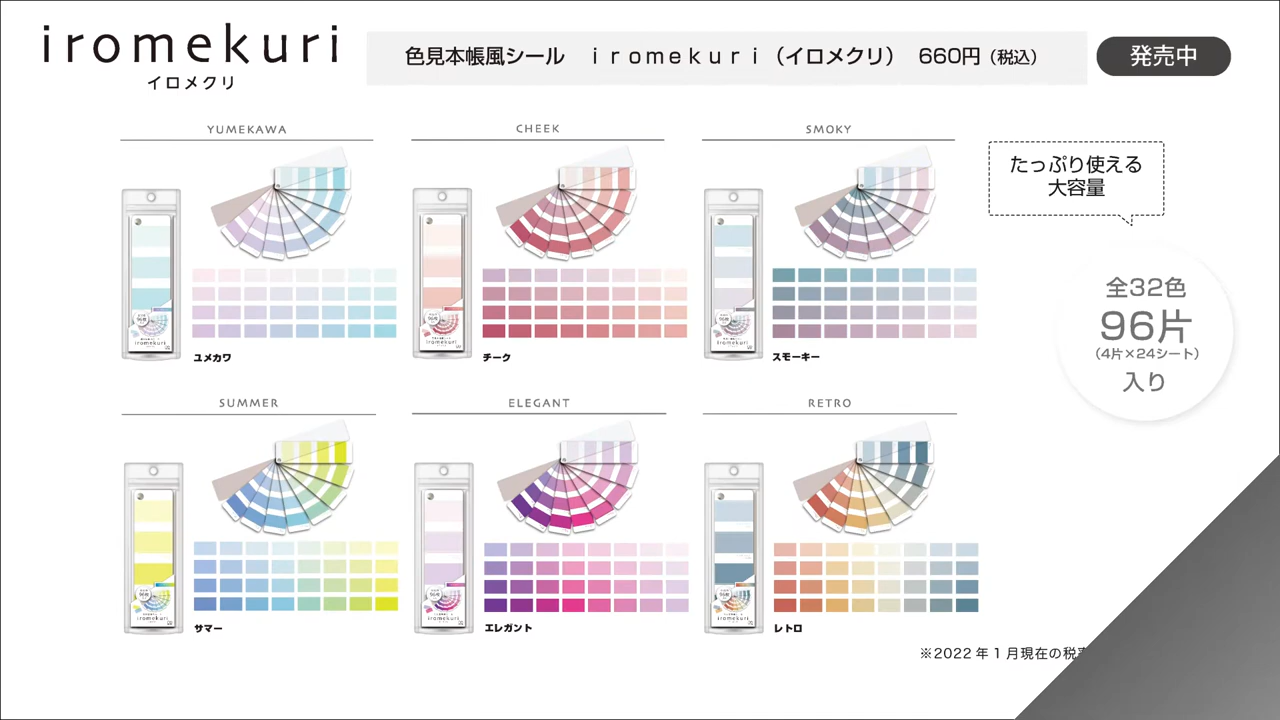 iromekuri
イロメクリ
色見本帳風シール　iromekuri（イロメクリ）　660円（税込）
発売中
YUMEKAWA
CHEEK
SMOKY
たっぷり使える
大容量
全32色
96片
（4片×24シート）
入り
ユメカワ
チーク
スモーキー
SUMMER
ELEGANT
RETRO
サマー
エレガント
レトロ
※2022年1月現在の税